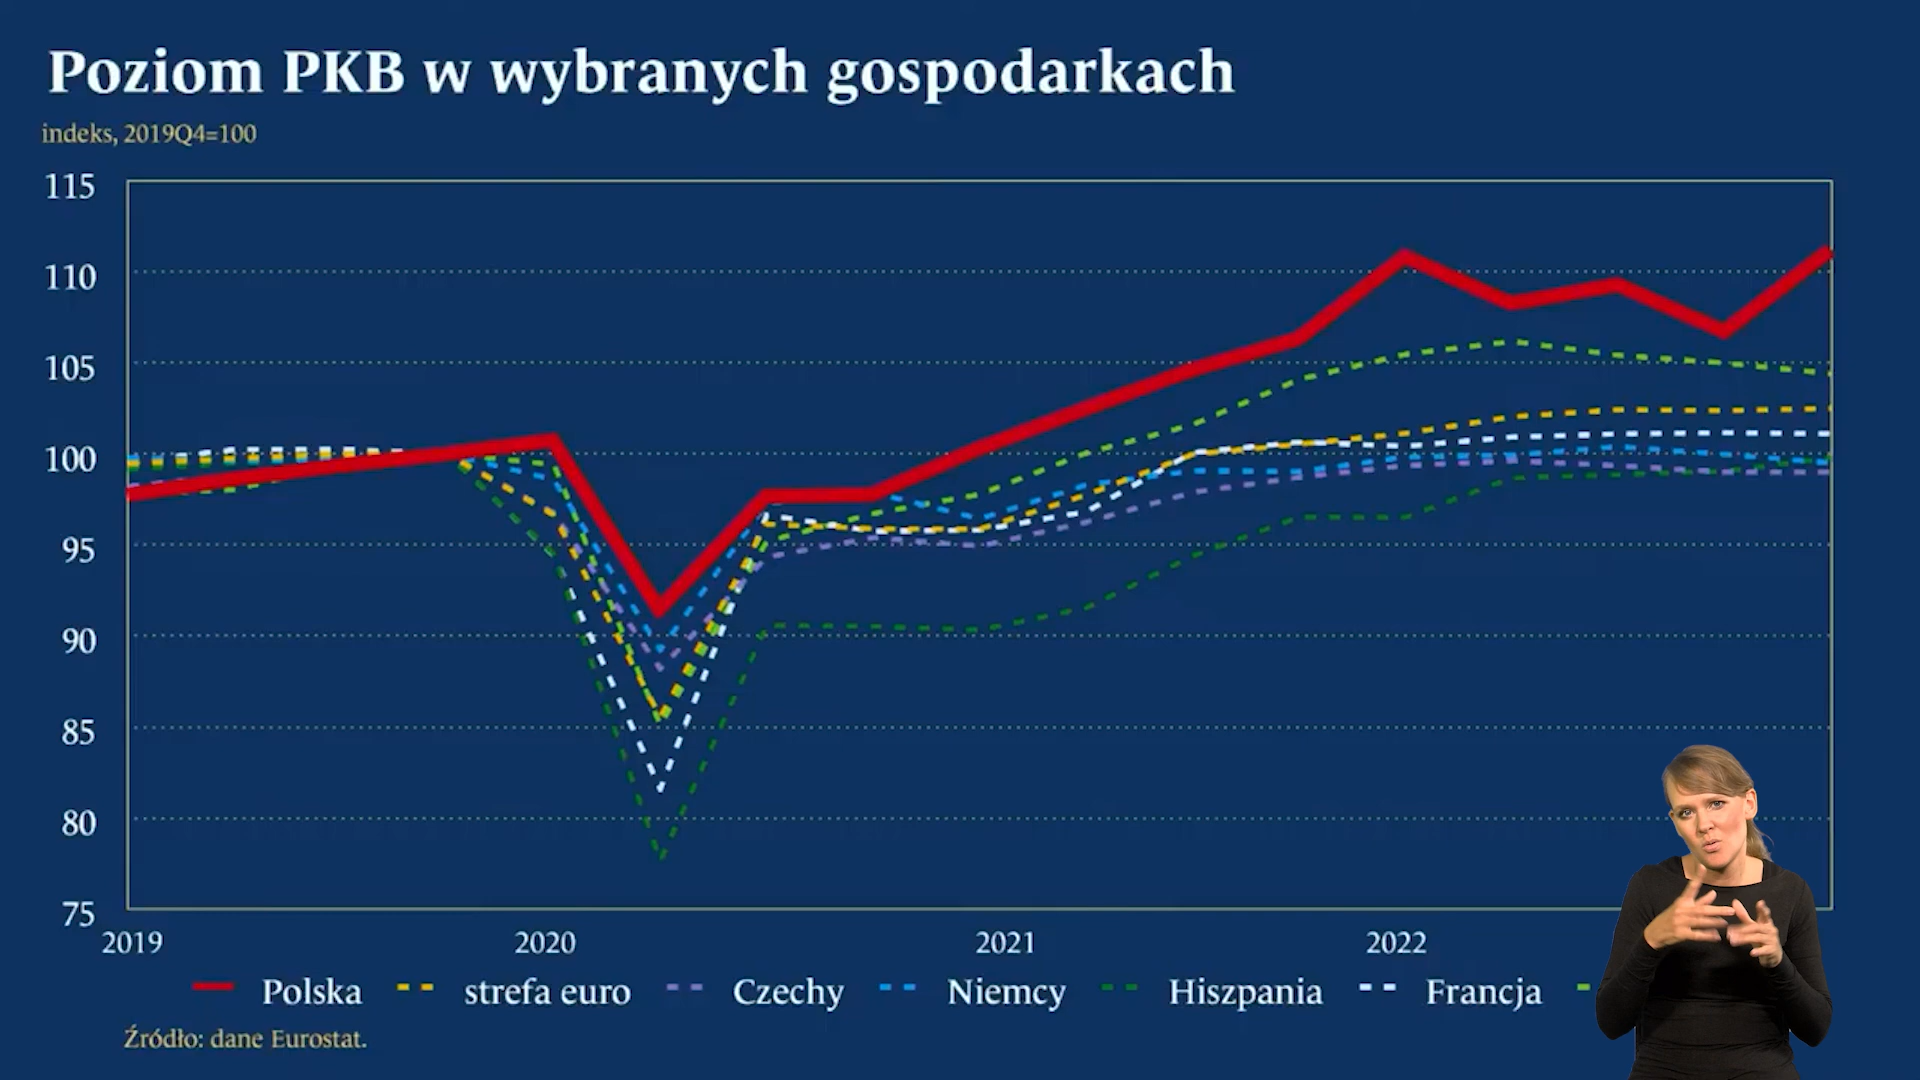 Poziom PKB w wybranych gospodarkach
indeks, 2019Q4=100
115
110
105
100
95
90
85
80
75
2019 2020 2021 2022
Polska strefa euro Czechy Niemcy Hiszpania Francja
Źródło: dane Eurostat.